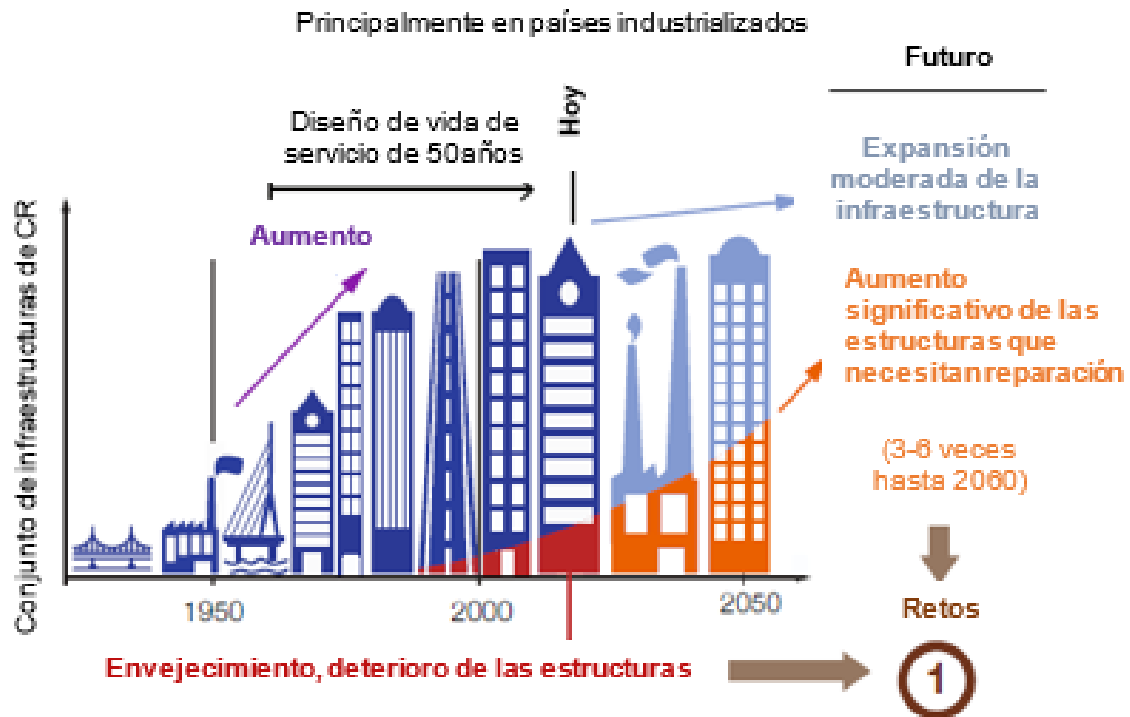 Principalmente en países industrializados
Futuro
Hoy
Diseño de vida de
servicio de 50años
Expansión
moderada de la
infraestructura
Aumento
Aumento
significativo de las
estructuras que
necesitan reparación
(3-6 veces
hasta 2060)
Conjunto de infraestructuras de CR
1950
2000
2050
Retos
Envejecimiento, deterioro de las estructuras
1